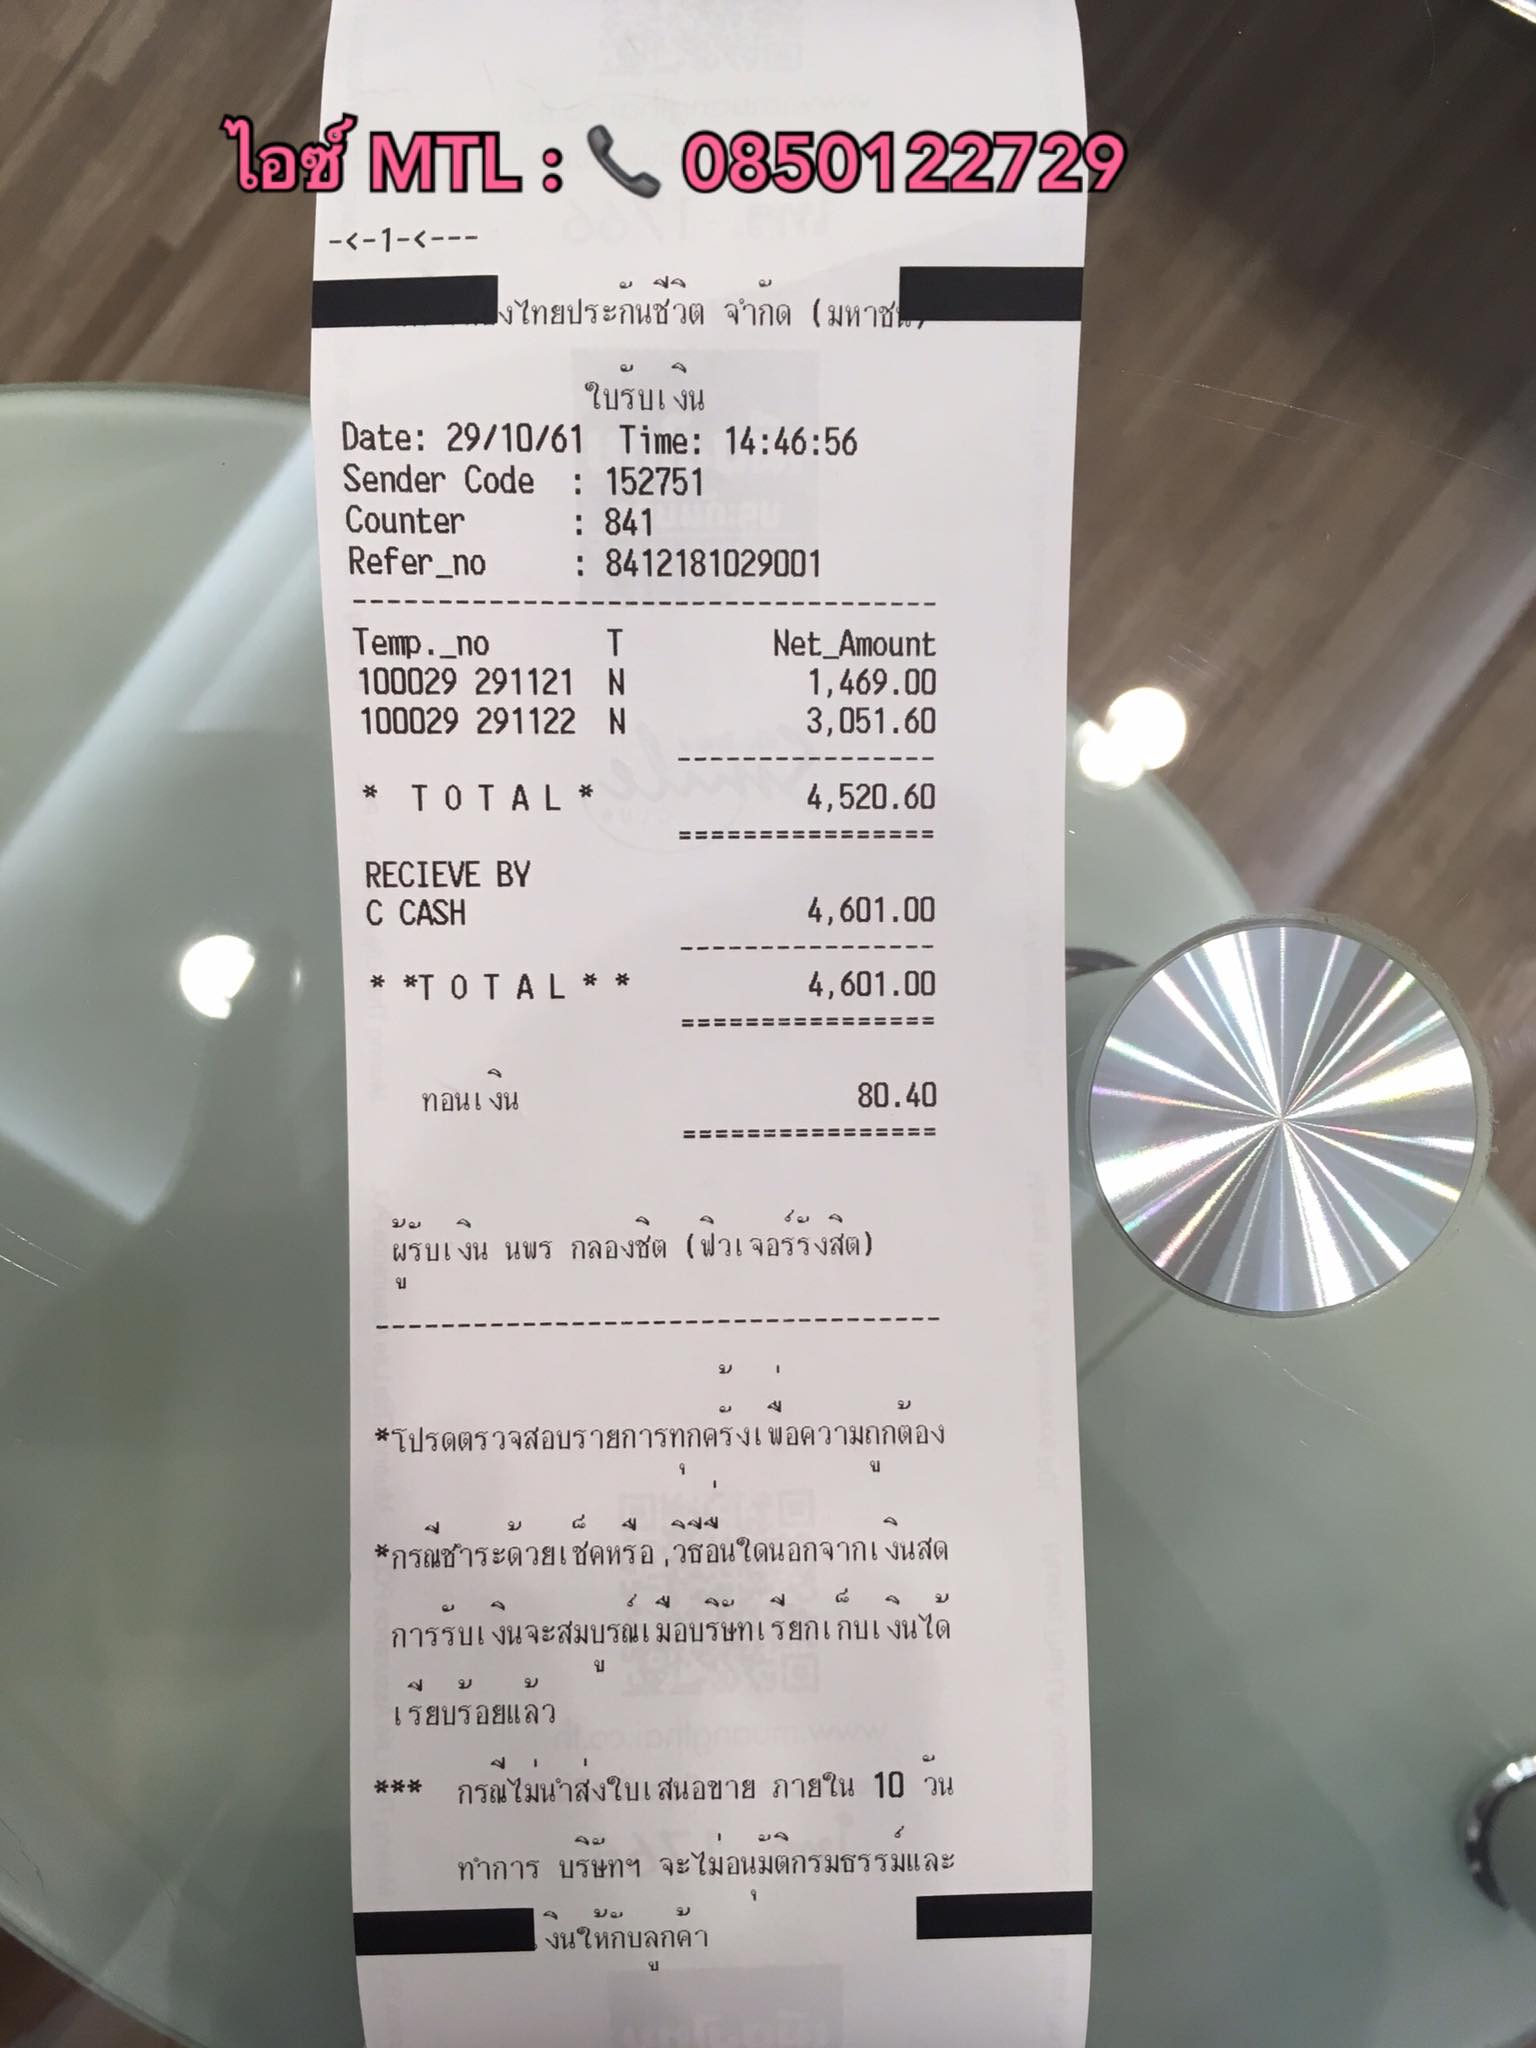 ไอซ์ MTL : 📞 0850122729
-<-1-<---
งไทยประกันชีวิต จำกัด (มหาชน)
ใบรับเงิน
Date: 29/10/61 Time: 14:46:56
Sender Code : 152751
Counter : 841
Refer_no : 8412181029001
----------------------------------
Temp._no T Net_Amount
100029 291121 N 1,469.00
100029 291122 N 3,051.60
----------------
* T O T A L * 4,520.60
================
RECIEVE BY
C CASH 4,601.00
----------------
* *T O T A L * * 4,601.00
================
ทอนเงิน 80.40
================
ผู้รับเงิน นพร กลองชิต (ฟิวเจอร์รังสิต)
----------------------------------
*โปรดตรวจสอบรายการทุกครั้งเพื่อความถูกต้อง
*กรณีชำระด้วยเช็คหรือ,วิธีอื่นใดนอกจากเงินสด
การรับเงินจะสมบูรณ์เมื่อบริษัทเรียกเก็บเงินได้
เรียบร้อยแล้ว
*** กรณีไม่นำส่งใบเสนอขาย ภายใน 10 วัน
ทำการ บริษัทฯ จะไม่อนุมัติกรมธรรม์และ
เงินให้กับลูกค้า